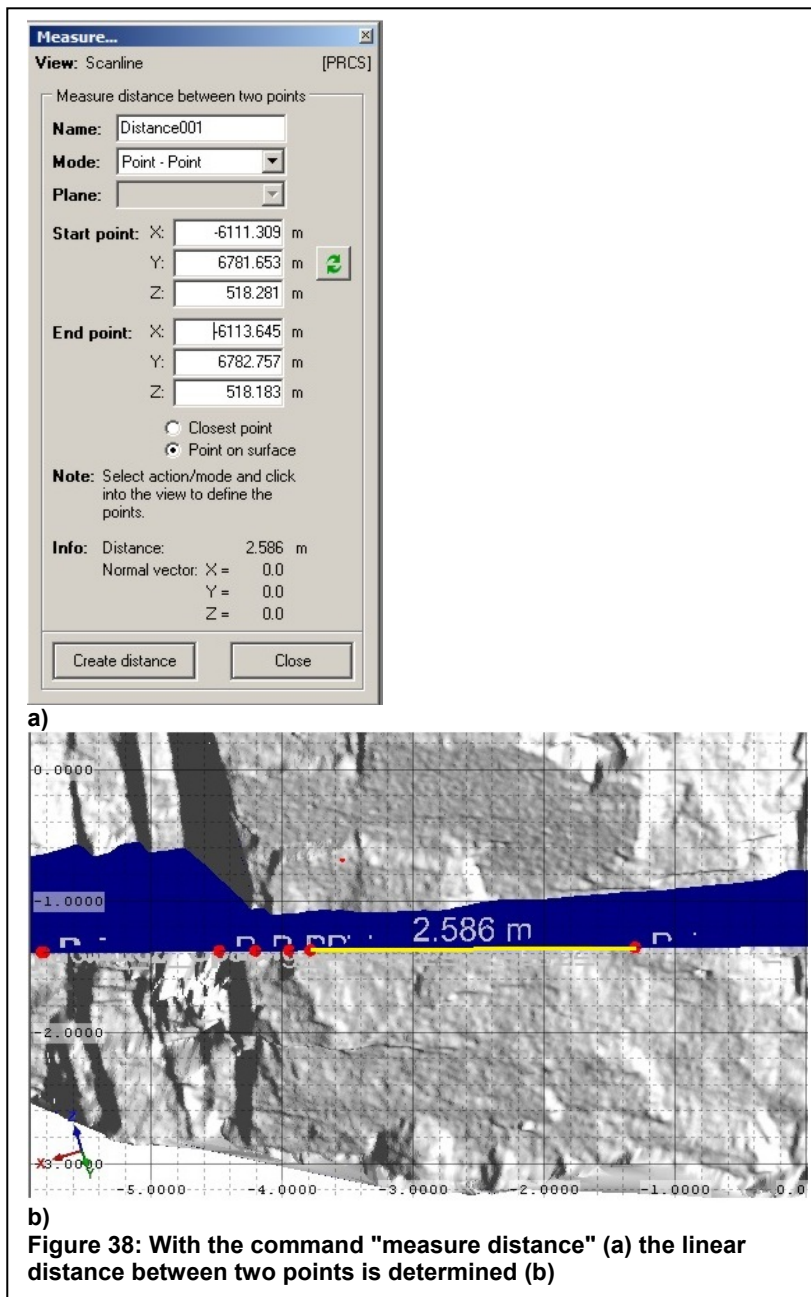 Measure...
View: Scanline [PRCS]
Measure distance between two points
Name: Distance001
Mode: Point - Point
Plane:
Start point: X: -6111.309 m
Y: 6781.653 m
Z: 518.281 m
End point: X: -6113.645 m
Y: 6782.757 m
Z: 518.183 m
Closest point
Point on surface
Note: Select action/mode and click
into the view to define the
points.
Info: Distance: 2.586 m
Normal vector: X = 0.0
Y = 0.0
Z = 0.0
Create distance Close
a)
0.0000
-1.0000
2.586 m
-2.0000
Z
X -3.0000
Y
-5.0000 -4.0000 -3.0000 -2.0000 -1.0000 0.0
b)
Figure 38: With the command "measure distance" (a) the linear
distance between two points is determined (b)